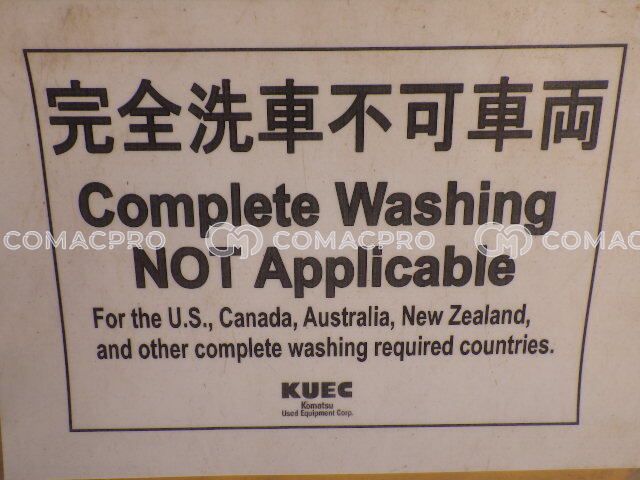 完全洗車不可車両
Complete Washing
COMACPRO COMACPRO COMACPRO
NOT Applicable
For the U.S., Canada, Australia, New Zealand,
and other complete washing required countries.
KUEC
Komatsu
Used Equipment Corp.